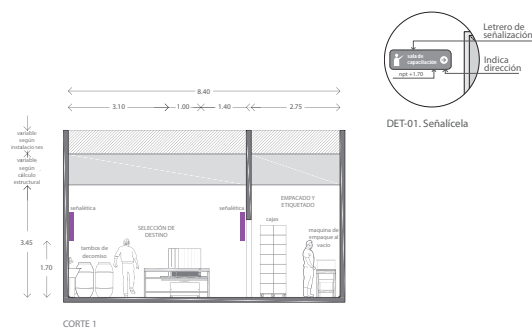 Letrero de
señalización
sala de
capacitación
Indica
dirección
npt +1.70
DET-01. Señalícela
8.40
3.10
1.00
1.40
2.75
variable
según
instalaciones
variable
según
cálculo
estructural
3.45
1.70
señalética
señalética
SELECCIÓN DE
DESTINO
EMPACADO Y
ETIQUETADO
cajas
maquina de
empaque al
vacio
tambos de
decomiso
CORTE 1